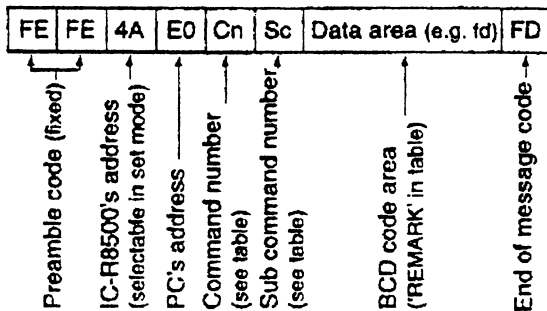 FE FE 4A E0 Cn Sc Data area (e.g. fd) FD
Preamble code (fixed)
IC-R8500's address
(selectable in set mode)
PC's address
Command number
(see table)
Sub command number
(see table)
BCD code area
('REMARK' in table)
End of message code